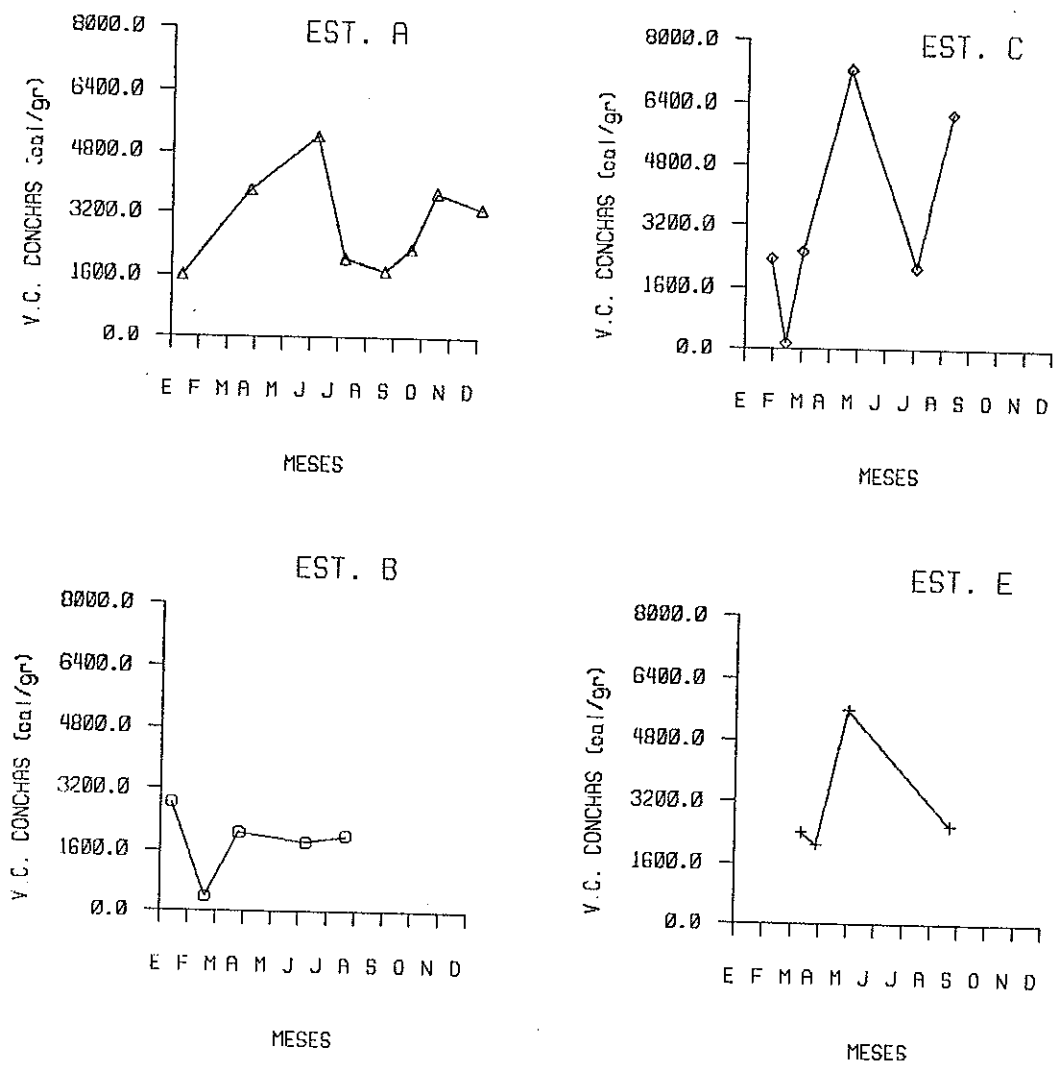 EST. A
V.C. CONCHAS (cal/gr)
8000.0
6400.0
4800.0
3200.0
1600.0
0.0
E F M A M J J A S O N D
MESES
EST. C
V.C. CONCHAS (cal/gr)
8000.0
6400.0
4800.0
3200.0
1600.0
0.0
E F M A M J J A S O N D
MESES
EST. B
V.C. CONCHAS (cal/gr)
8000.0
6400.0
4800.0
3200.0
1600.0
0.0
E F M A M J J A S O N D
MESES
EST. E
V.C. CONCHAS (cal/gr)
8000.0
6400.0
4800.0
3200.0
1600.0
0.0
E F M A M J J A S O N D
MESES